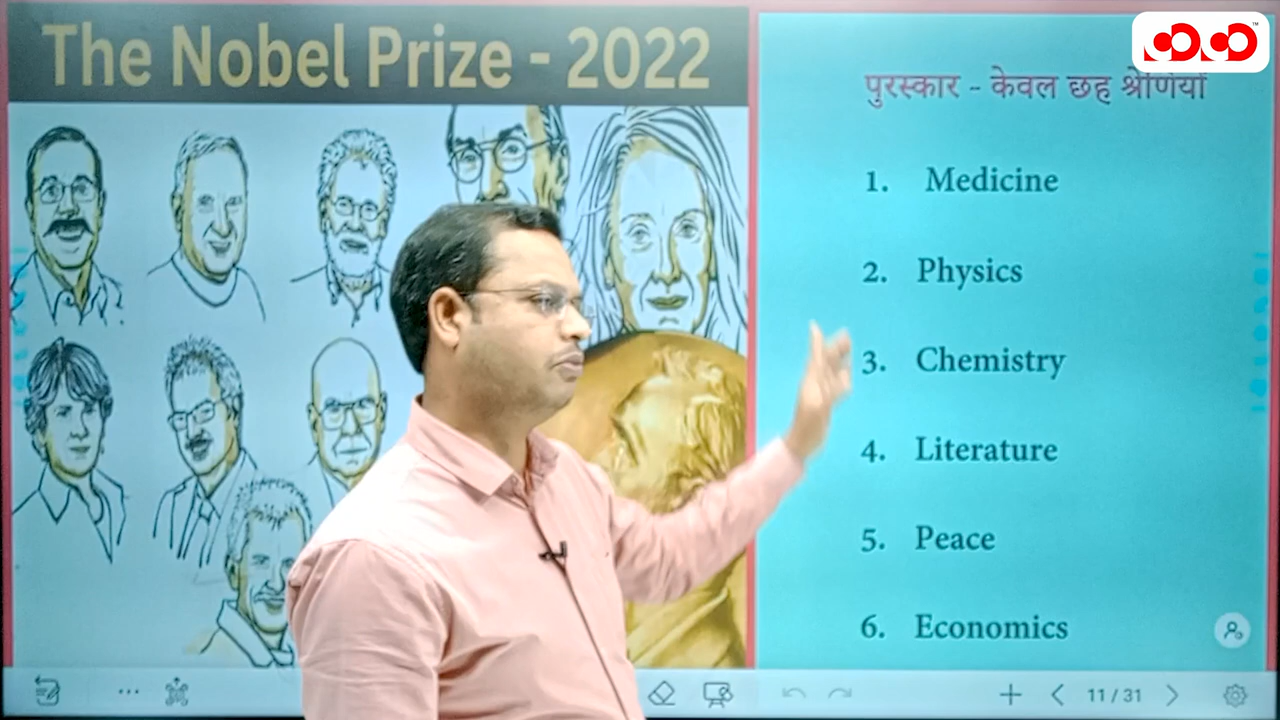 The Nobel Prize - 2022
पुरस्कार - केवल छह श्रेणियों
1. Medicine
2. Physics
3. Chemistry
4. Literature
5. Peace
6. Economics
11 / 31